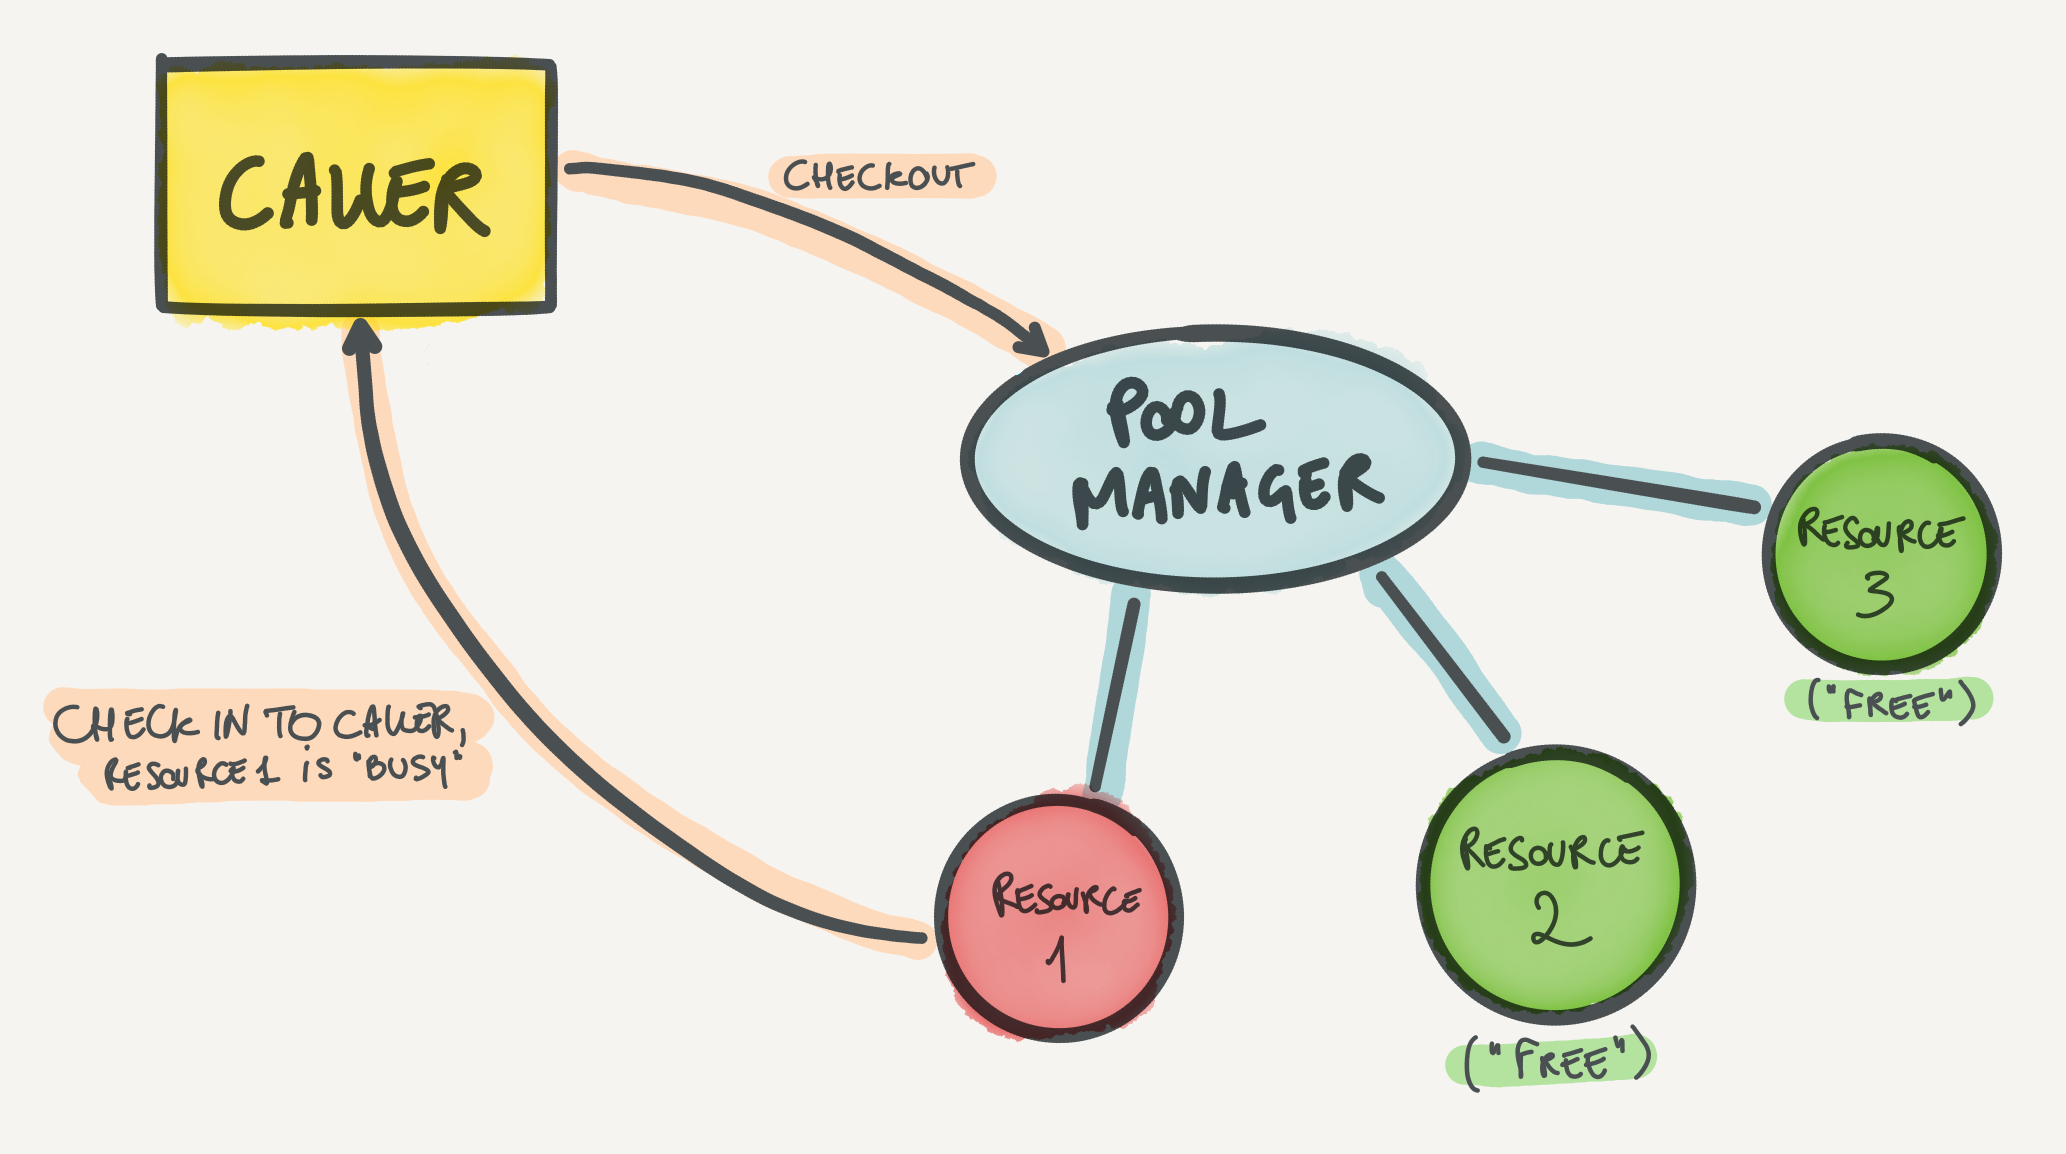 CALLER
CHECKOUT
POOL
MANAGER
RESOURCE
3
("FREE")
CHECK IN TO CALLER,
RESOURCE 1 is "BUSY"
RESOURCE
2
("FREE")
RESOURCE
1